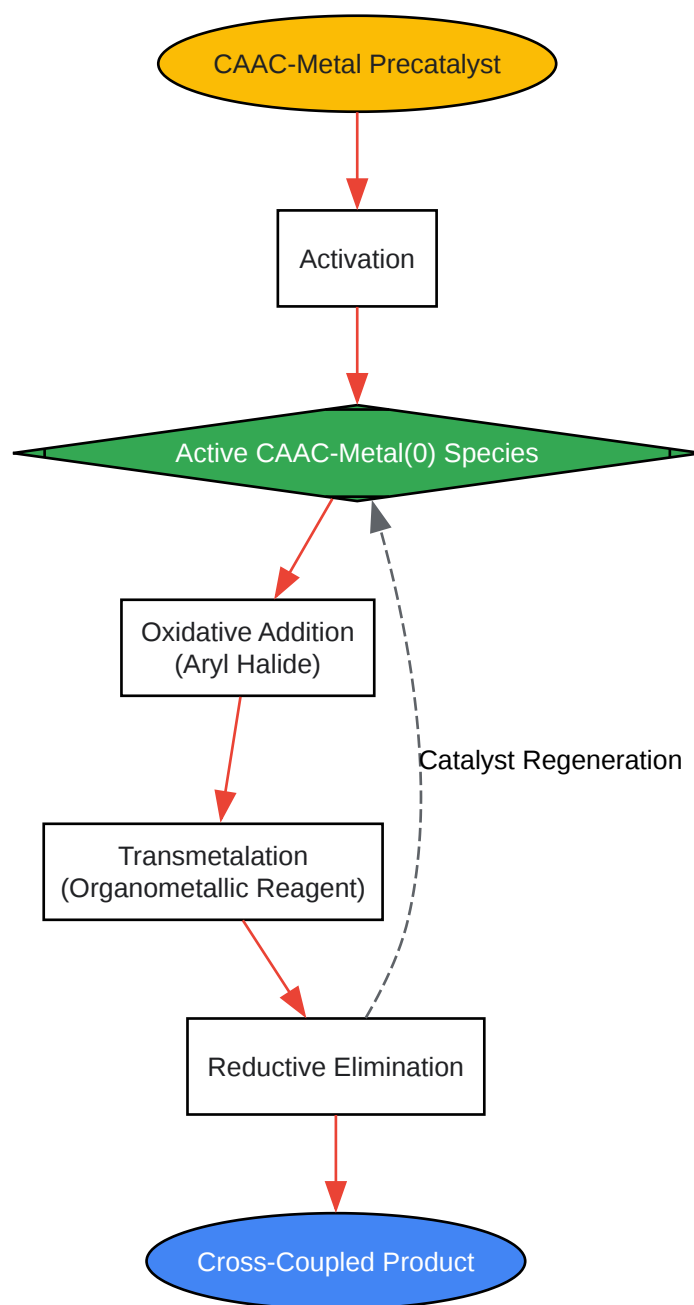 CAAC-Metal Precatalyst
Activation
Active CAAC-Metal(0) Species
Oxidative Addition
(Aryl Halide)
Catalyst Regeneration
Transmetalation
(Organometallic Reagent)
Reductive Elimination
Cross-Coupled Product